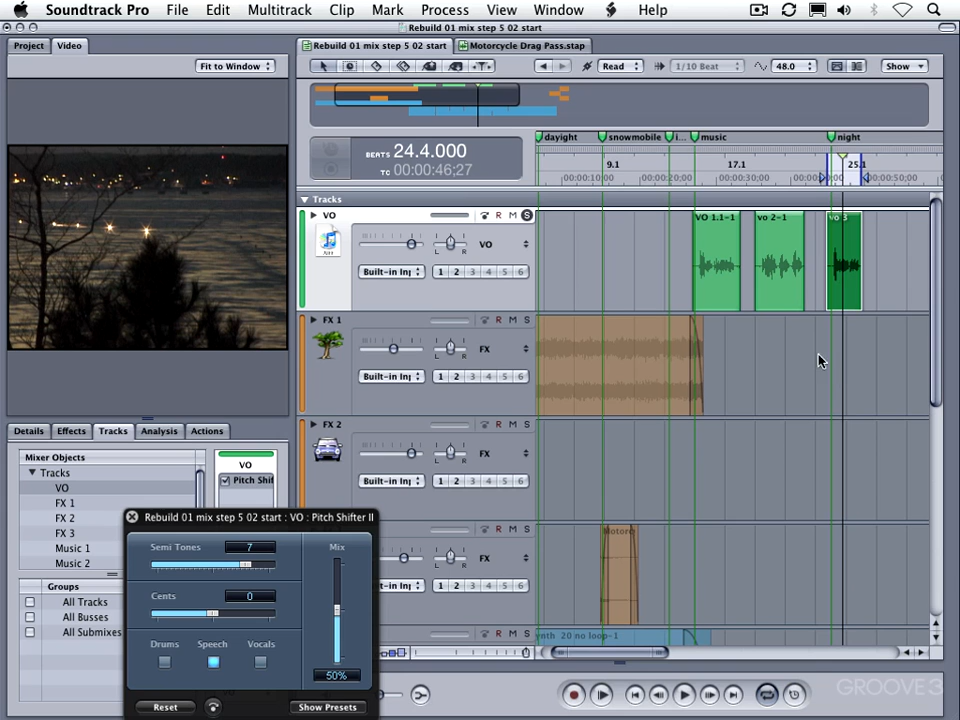 Soundtrack Pro File Edit Multitrack Clip Mark Process View Window Help
Rebuild 01 mix step 5 02 start
Project Video
Rebuild 01 mix step 5 02 start Motorcycle Drag Pass.stap
Fit to Window
Read 1/10 Beat 48.0 Show
BEATS 24.4.000
TC 00:00:46;27
dayight snowmobile i... music night
9.1 17.1 25.1
00:00:10;00 00:00:20;00 00:00:30;00 00:00:50;00
Tracks
VO R M S
VO 1.1-1 vo 2-1 vo 3
L R VO
Built-in In 1 2 3 4 5 6
FX 1 R M S
L R FX
Built-in In 1 2 3 4 5 6
FX 2 R M S
L R FX
Built-in In 1 2 3 4 5 6
R M S
Motorc
L R FX
t-in In 1 2 3 4 5 6
R M S
ynth 20 no loop-1
Details Effects Tracks Analysis Actions
Mixer Objects
Tracks
VO
FX 1
FX 2
FX 3
Music 1
Music 2
Groups
All Tracks
All Busses
All Submixes
VO
Pitch Shif
Rebuild 01 mix step 5 02 start : VO : Pitch Shifter II
Semi Tones 7 Mix
Cents 0
Drums Speech Vocals
50%
Reset Show Presets
GROOVE3